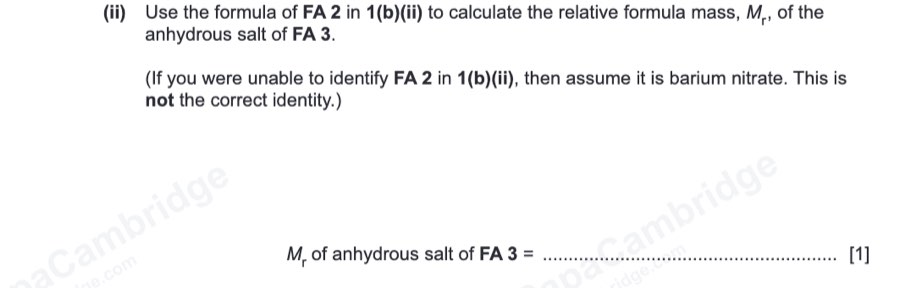 (ii) Use the formula of FA 2 in 1(b)(ii) to calculate the relative formula mass, Mr, of the
anhydrous salt of FA 3.
(If you were unable to identify FA 2 in 1(b)(ii), then assume it is barium nitrate. This is
not the correct identity.)
Mr of anhydrous salt of FA 3 = ........................................................ [1]